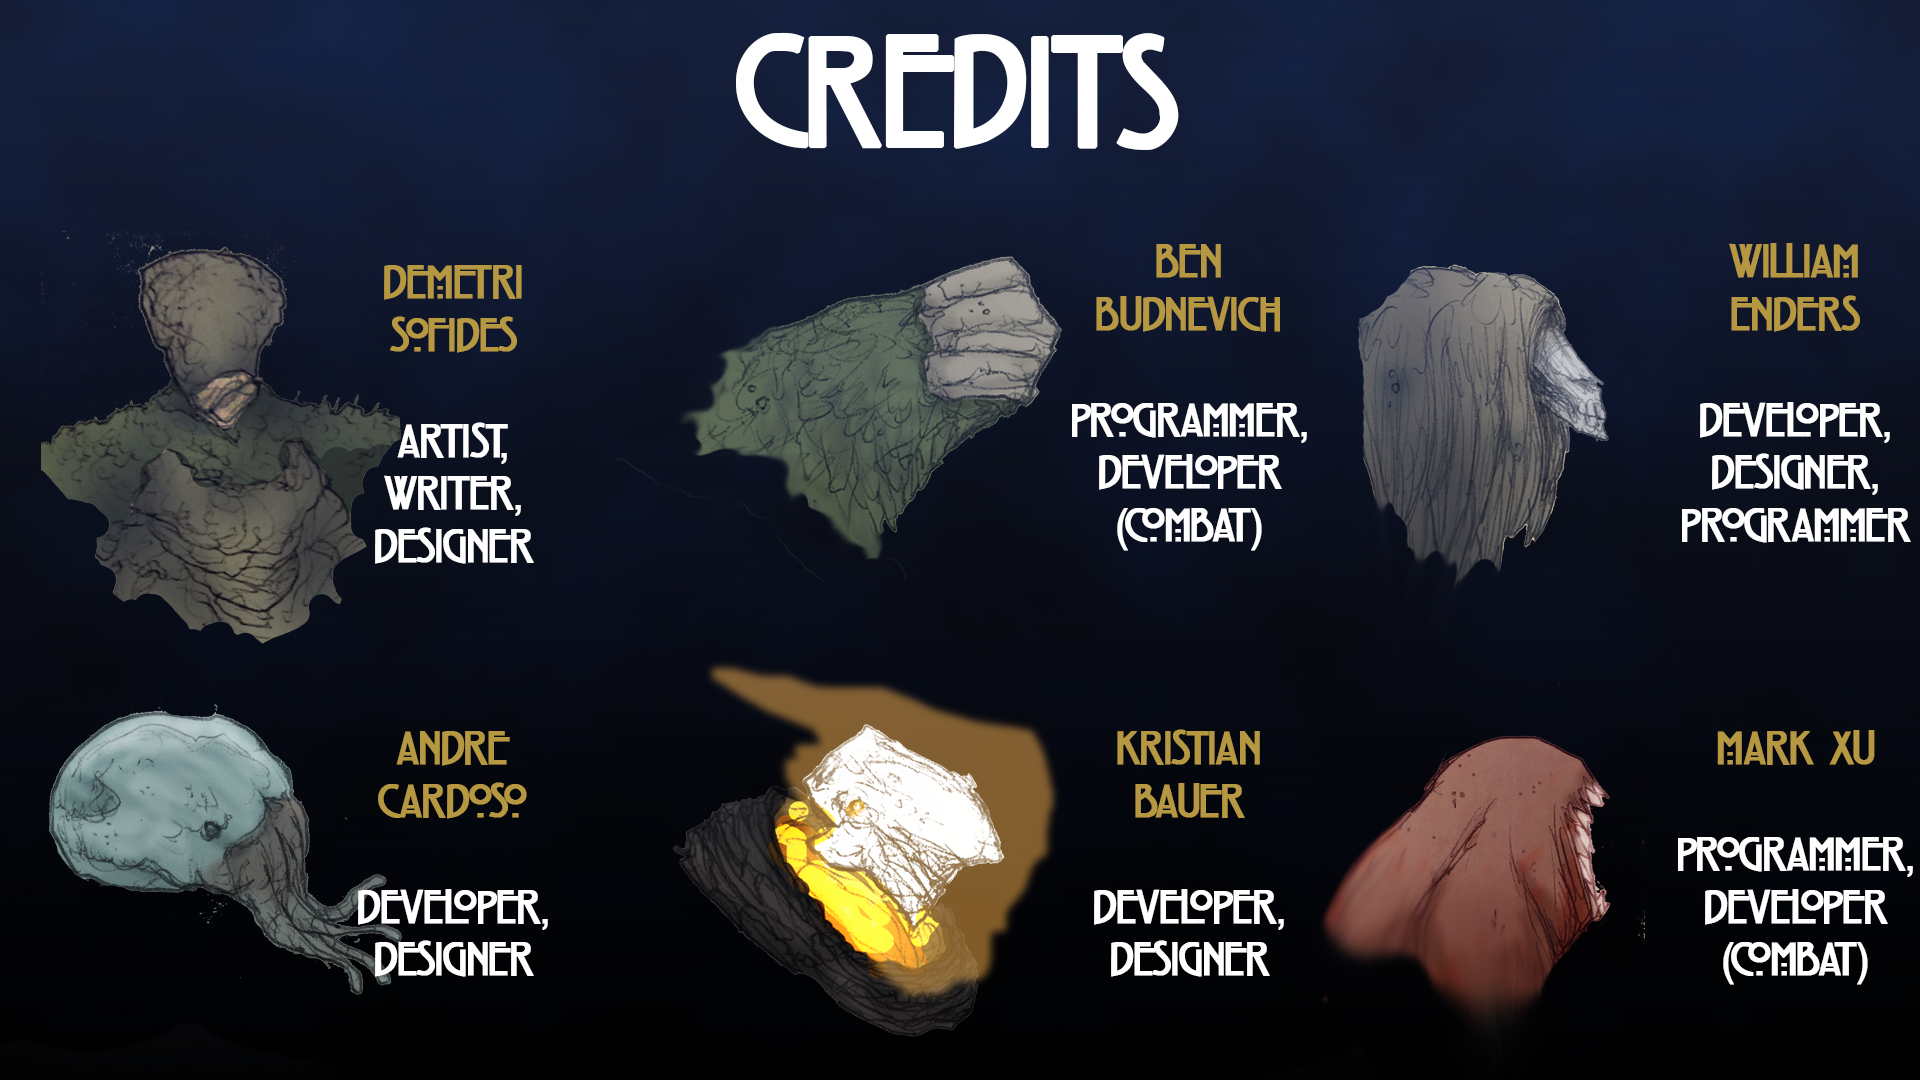 CREDITS
DEMETRI
SOFIDES
ARTIST,
WRITER,
DESIGNER
BEN
BUDNEVICH
PROGRAMMER,
DEVELOPER
(COMBAT)
WILLIAM
ENDERS
DEVELOPER,
DESIGNER,
PROGRAMMER
ANDRE
CARDOSO
DEVELOPER,
DESIGNER
KRISTIAN
BAUER
DEVELOPER,
DESIGNER
MARK XU
PROGRAMMER,
DEVELOPER
(COMBAT)